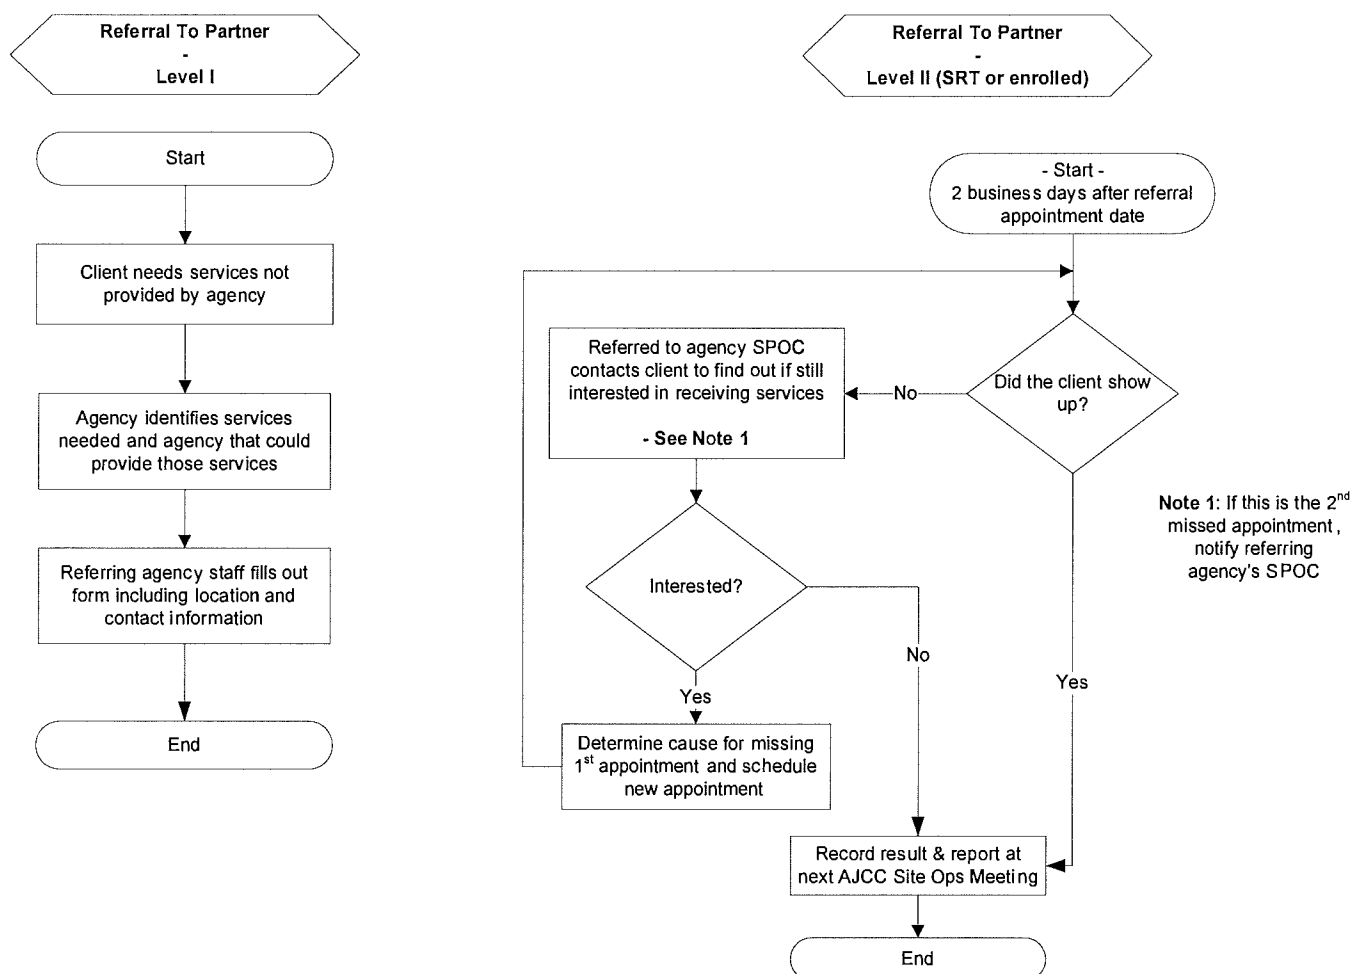 Referral To Partner
-
Level I
Start
Client needs services not
provided by agency
Agency identifies services
needed and agency that could
provide those services
Referring agency staff fills out
form including location and
contact information
End
Referral To Partner
-
Level II (SRT or enrolled)
- Start -
2 business days after referral
appointment date
Did the client show
up?
No
Referred to agency SPOC
contacts client to find out if still
interested in receiving services
- See Note 1
Interested?
No
Yes
Determine cause for missing
1st appointment and schedule
new appointment
Yes
Note 1: If this is the 2nd
missed appointment,
notify referring
agency's SPOC
Record result & report at
next AJCC Site Ops Meeting
End